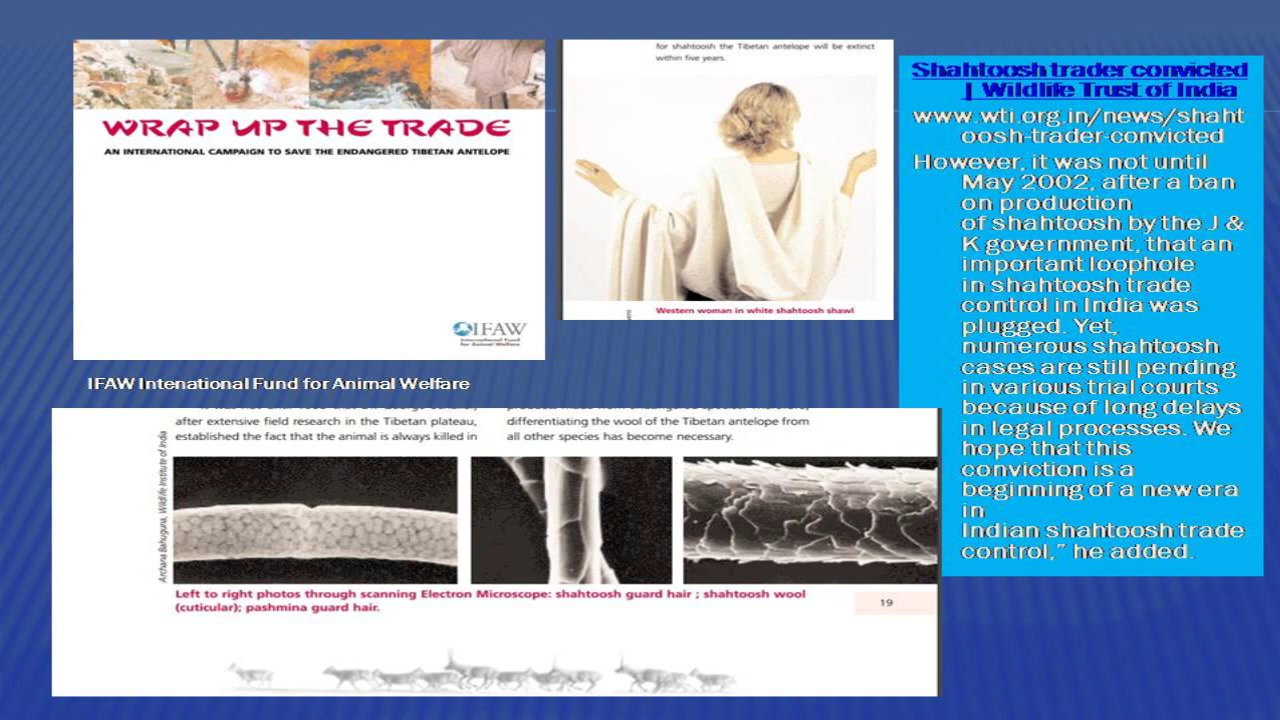 WRAP UP THE TRADE
AN INTERNATIONAL CAMPAIGN TO SAVE THE ENDANGERED TIBETAN ANTELOPE
IFAW
International Fund
for Animal Welfare
for shahtoosh the Tibetan antelope will be extinct
within five years.
Western woman in white shahtoosh shawl
Shahtoosh trader convicted
| Wildlife Trust of India
www.wti.org.in/news/shaht
oosh-trader-convicted
However, it was not until
May 2002, after a ban
on production
of shahtoosh by the J &
K government, that an
important loophole
in shahtoosh trade
control in India was
plugged. Yet,
numerous shahtoosh
cases are still pending
in various trial courts
because of long delays
in legal processes. We
hope that this
conviction is a
beginning of a new era
in
Indian shahtoosh trade
control," he added.
IFAW Intenational Fund for Animal Welfare
after extensive field research in the Tibetan plateau,
established the fact that the animal is always killed in
differentiating the wool of the Tibetan antelope from
all other species has become necessary.
Archana Bahuguna, Wildlife Institute of India
Left to right photos through scanning Electron Microscope: shahtoosh guard hair ; shahtoosh wool
(cuticular); pashmina guard hair.
19